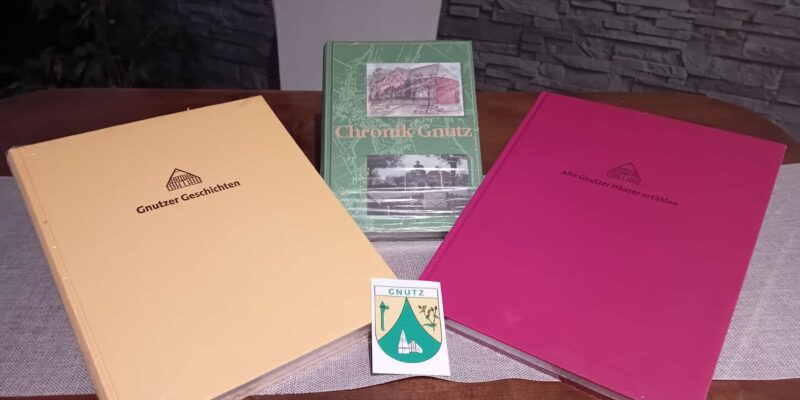 Gnutzer Geschichten
Chronik Gnutz
Alte Gnutzer Häuser erzählen
GNUTZ